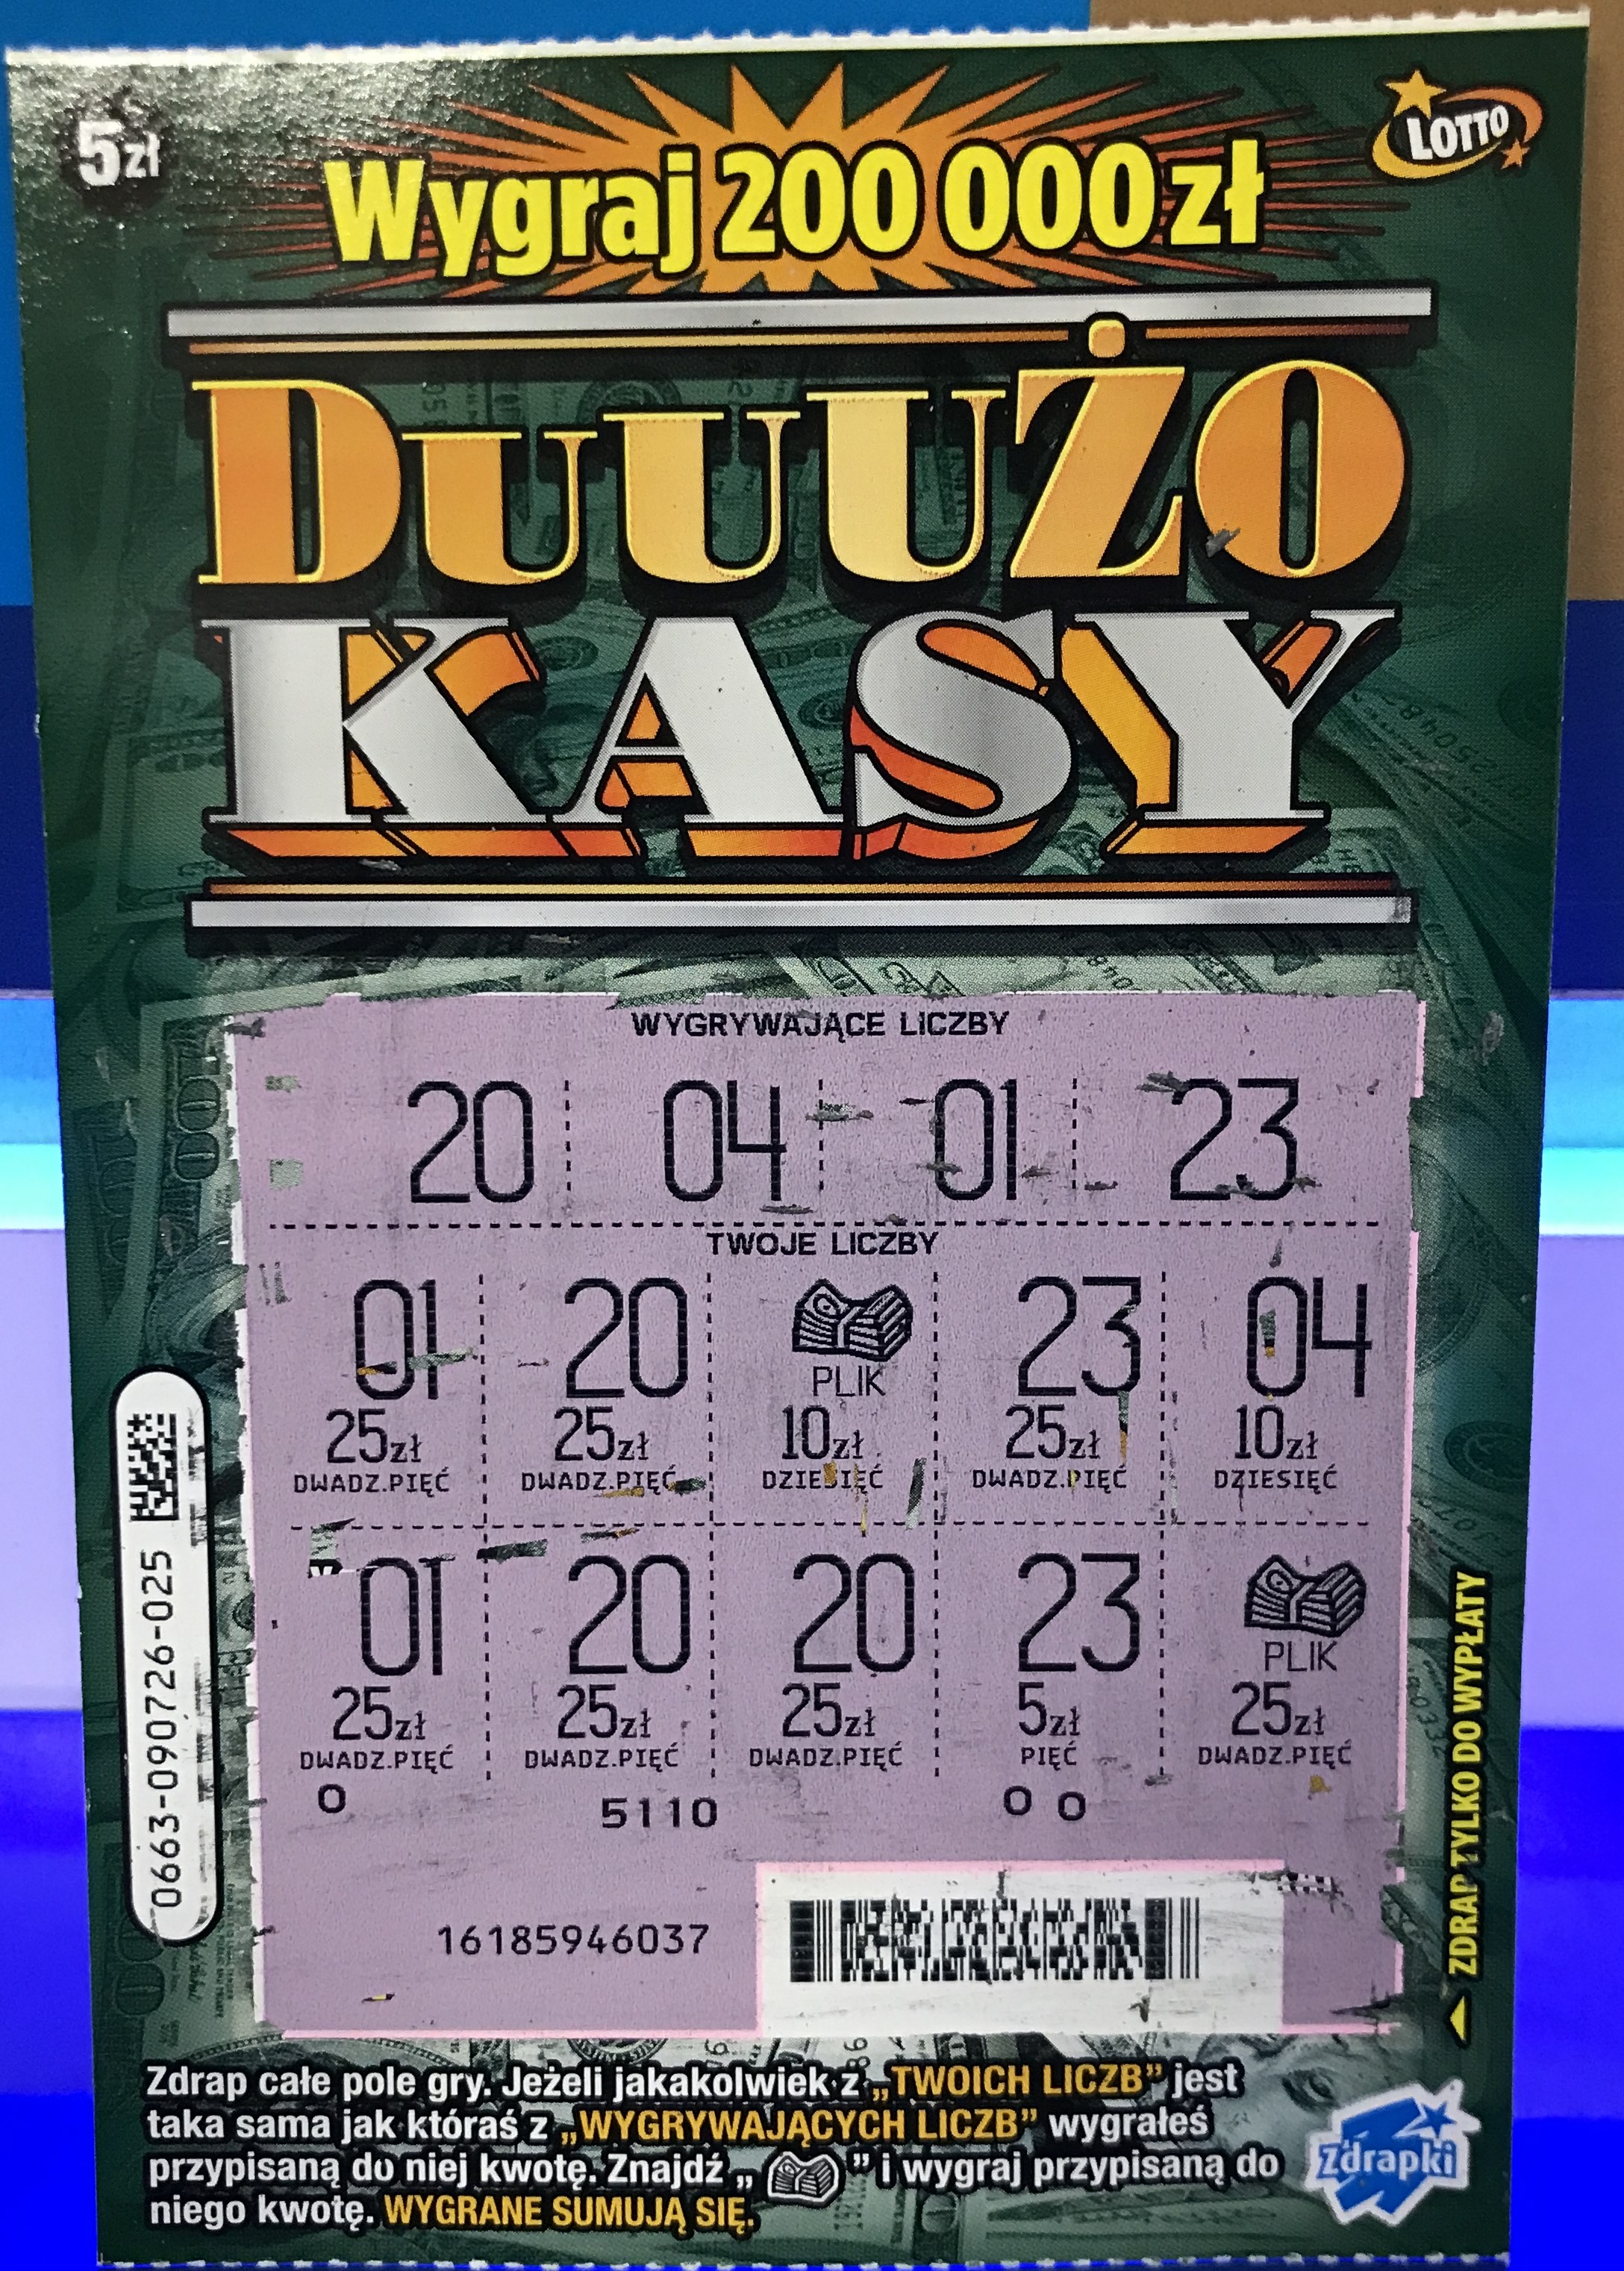 5zł
Wygraj 200 000 zł
LOTTO
DUUUŻO
KASY
WYGRYWAJĄCE LICZBY
20 04 01 23
TWOJE LICZBY
01 20 23 04
PLIK
25zł 25zł 10zł 25zł 10zł
DWADZ.PIĘĆ DWADZ.PIĘĆ DZIESIĘĆ DWADZ.PIĘĆ DZIESIĘĆ
01 20 20 23
PLIK
25zł 25zł 25zł 5zł 25zł
DWADZ.PIĘĆ DWADZ.PIĘĆ DWADZ.PIĘĆ PIĘĆ DWADZ.PIĘĆ
0 5110 0 0
16185946037
0663-090726-025
ZDRAP TYLKO DO WYPŁATY
Zdrap całe pole gry. Jeżeli jakakolwiek z „TWOICH LICZB” jest
taka sama jak któraś z „WYGRYWAJĄCYCH LICZB” wygrałeś
przypisaną do niej kwotę. Znajdź „ ” i wygraj przypisaną do
niego kwotę. WYGRANE SUMUJĄ SIĘ.
Zdrapki